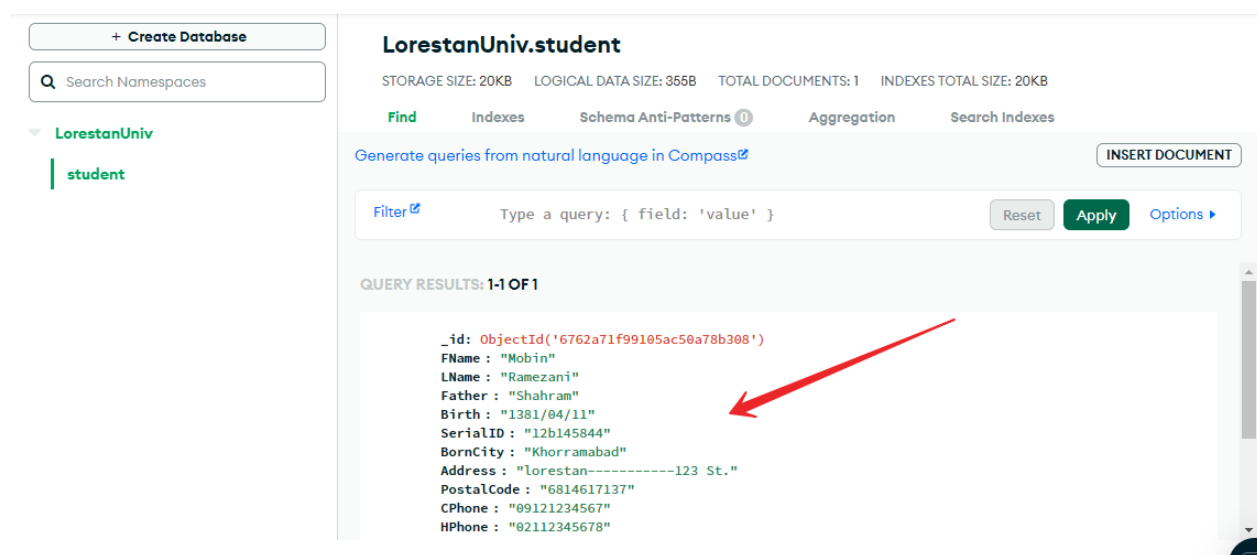 + Create Database
Search Namespaces
LorestanUniv
student
LorestanUniv.student
STORAGE SIZE: 20KB LOGICAL DATA SIZE: 355B TOTAL DOCUMENTS: 1 INDEXES TOTAL SIZE: 20KB
Find Indexes Schema Anti-Patterns 0 Aggregation Search Indexes
Generate queries from natural language in Compass
INSERT DOCUMENT
Filter Type a query: { field: 'value' } Reset Apply Options
QUERY RESULTS: 1-1 OF 1
_id: ObjectId('6762a71f99105ac50a78b308')
FName : "Mobin"
LName : "Ramezani"
Father : "Shahram"
Birth : "1381/04/11"
SerialID : "12b145844"
BornCity : "Khorramabad"
Address : "lorestan-----------123 St."
PostalCode : "6814617137"
CPhone : "09121234567"
HPhone : "02112345678"